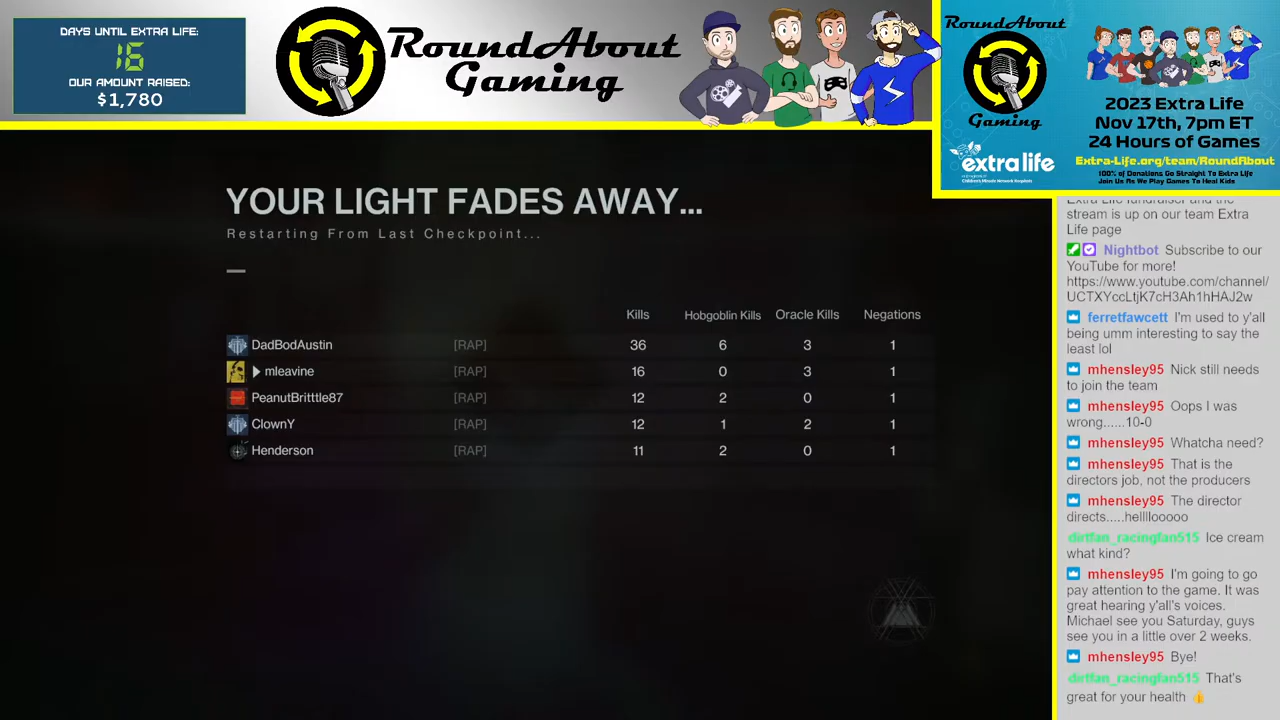 DAYS UNTIL EXTRA LIFE:
16
OUR AMOUNT RAISED:
$1,780
RoundAbout
Gaming
RoundAbout
Gaming
2023 Extra Life
Nov 17th, 7pm ET
24 Hours of Games
Extra-Life.org/team/RoundAbout
100% of Donations Go Straight To Extra Life
Join Us As We Play Games To Heal Kids
extra life
Children's Miracle Network Hospitals
YOUR LIGHT FADES AWAY...
Restarting From Last Checkpoint...
Kills Hobgoblin Kills Oracle Kills Negations
DadBodAustin [RAP] 36 6 3 1
mleavine [RAP] 16 0 3 1
PeanutBritttle87 [RAP] 12 2 0 1
ClownY [RAP] 12 1 2 1
Henderson [RAP] 11 2 0 1
Extra Life fundraiser and the
stream is up on our team Extra
Life page
Nightbot Subscribe to our
YouTube for more!
https://www.youtube.com/channel/
UCTXYccLtjK7cH3Ah1hHAJ2w
ferretfawcett I'm used to y'all
being umm interesting to say the
least lol
mhensley95 Nick still needs
to join the team
mhensley95 Oops I was
wrong......10-0
mhensley95 Whatcha need?
mhensley95 That is the
directors job, not the producers
mhensley95 The director
directs.....hellllooooo
dirtfan_racingfan515 Ice cream
what kind?
mhensley95 I'm going to go
pay attention to the game. It was
great hearing y'all's voices.
Michael see you Saturday, guys
see you in a little over 2 weeks.
mhensley95 Bye!
dirtfan_racingfan515 That's
great for your health 👍